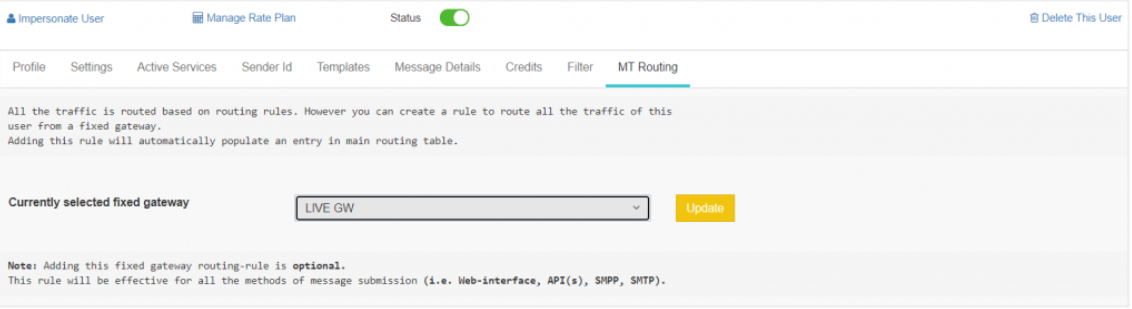 Impersonate User Manage Rate Plan Status Delete This User
Profile Settings Active Services Sender Id Templates Message Details Credits Filter MT Routing
All the traffic is routed based on routing rules. However you can create a rule to route all the traffic of this
user from a fixed gateway.
Adding this rule will automatically populate an entry in main routing table.
Currently selected fixed gateway LIVE GW Update
Note: Adding this fixed gateway routing-rule is optional.
This rule will be effective for all the methods of message submission (i.e. Web-interface, API(s), SMPP, SMTP).